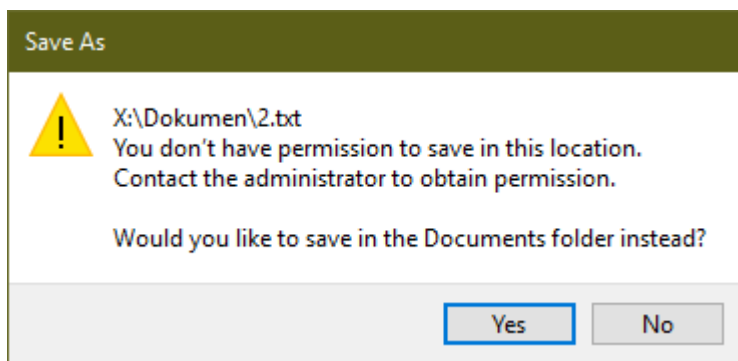 Save As
X:\Dokumen\2.txt
You don't have permission to save in this location.
Contact the administrator to obtain permission.
Would you like to save in the Documents folder instead?
Yes
No